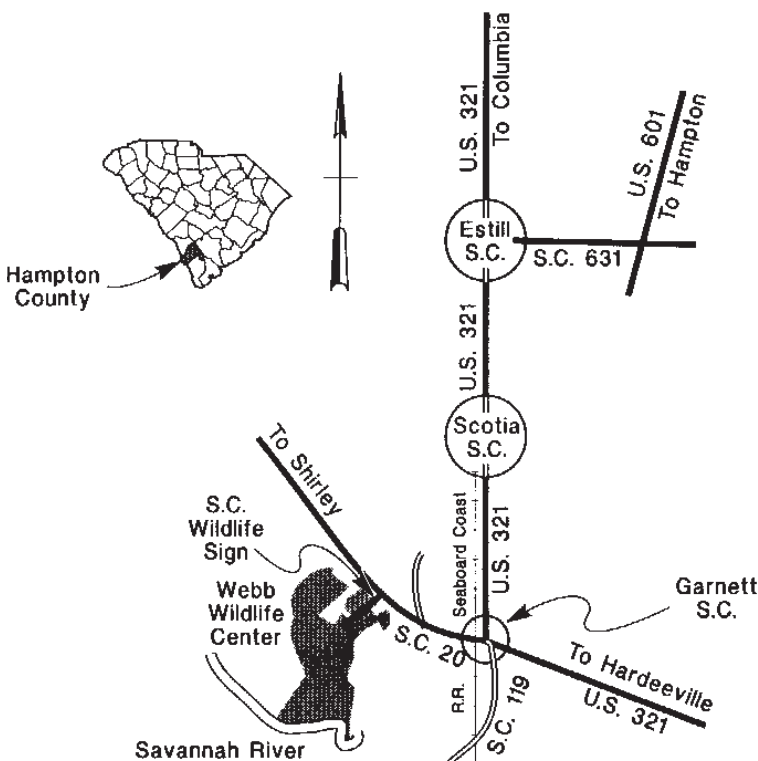 U.S. 321
To Columbia
U.S. 601
To Hampton
Estill
S.C.
S.C. 631
Hampton
County
U.S. 321
Scotia
S.C.
To Shirley
S.C.
Wildlife
Sign
Seaboard Coast
U.S. 321
Webb
Wildlife
Center
Garnett
S.C.
S.C. 20
To Hardeeville
U.S. 321
R.R.
S.C. 119
Savannah River